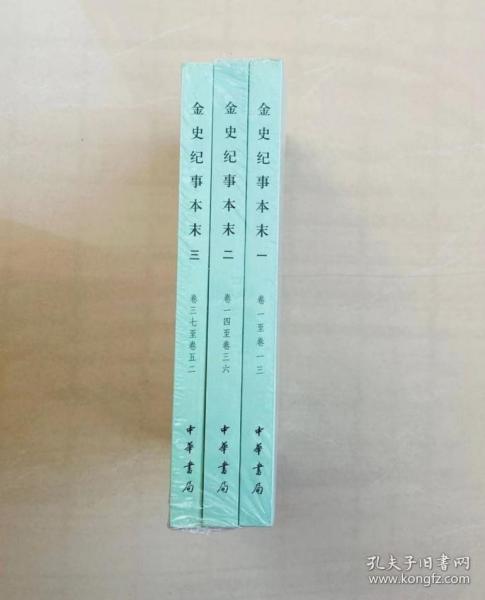 金史纪事本末 一
卷一至卷一三
中華書局
金史纪事本末 二
卷一四至卷三六
中華書局
金史纪事本末 三
卷三七至卷五二
中華書局
孔夫子旧书网
www.kongfz.com